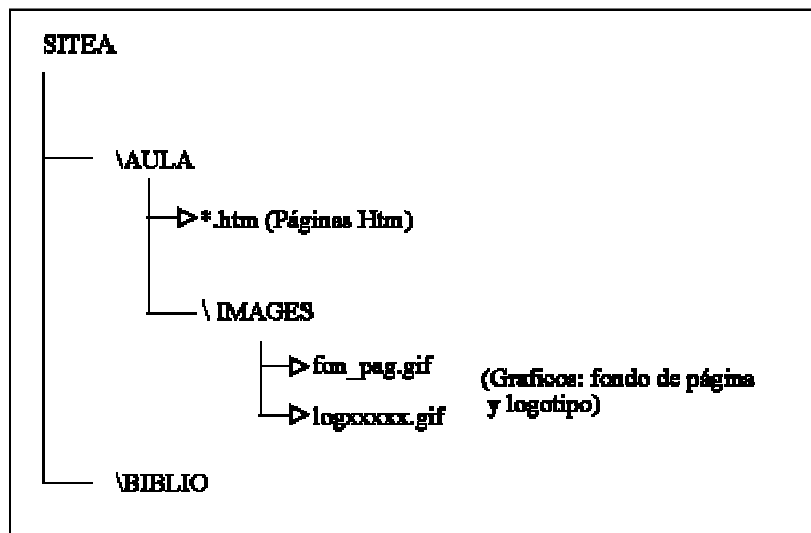 SITEA
\AULA
*.htm (Páginas Htm)
\ IMAGES
fon_pag.gif
(Graficos: fondo de página
y logotipo)
logxxxxx.gif
\BIBLIO